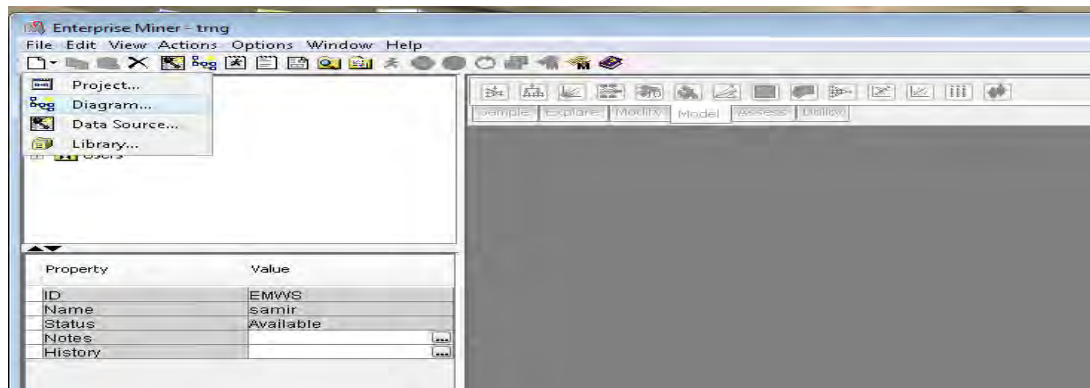 Enterprise Miner - trng
File Edit View Actions Options Window Help
Project...
Diagram...
Data Source...
Library...
Users
Sample Explore Modify Model Assess Utility
Property Value
ID EMWS
Name samir
Status Available
Notes
History